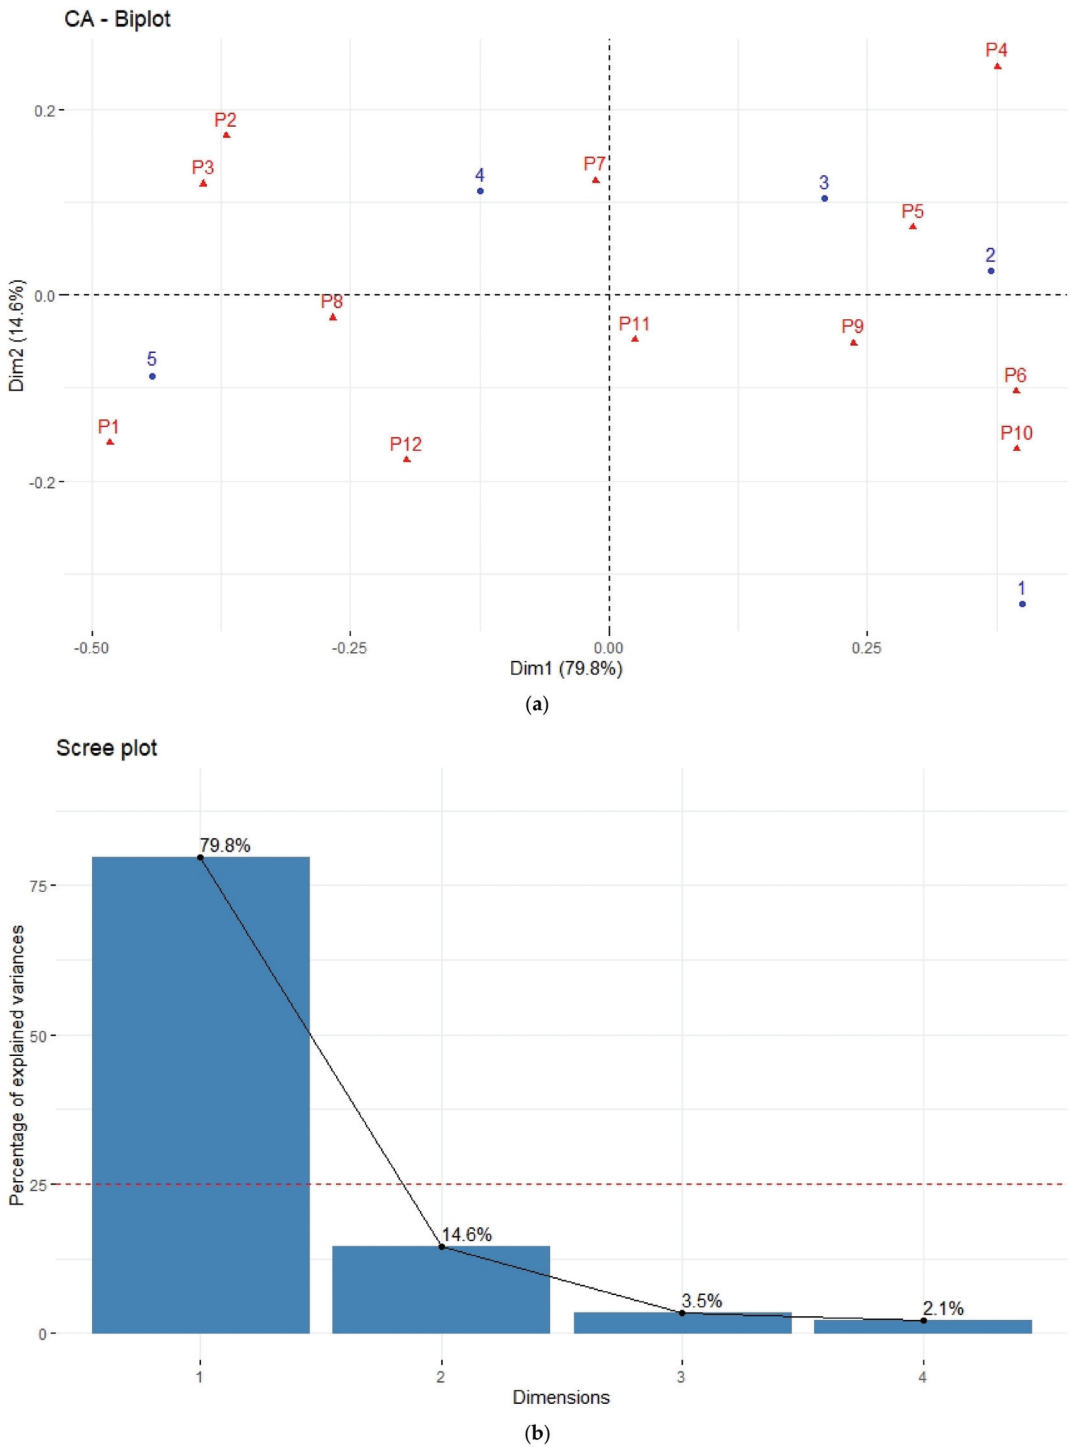 CA - Biplot
P4
0.2
P2
P3
4
P7
3
P5
2
Dim2 (14.6%)
0.0
P8
P11
P9
5
P6
P1
P12
P10
-0.2
1
-0.50
-0.25
0.00
0.25
Dim1 (79.8%)
(a)
Scree plot
79.8%
75
Percentage of explained variances
50
25
14.6%
3.5%
2.1%
0
1
2
3
4
Dimensions
(b)